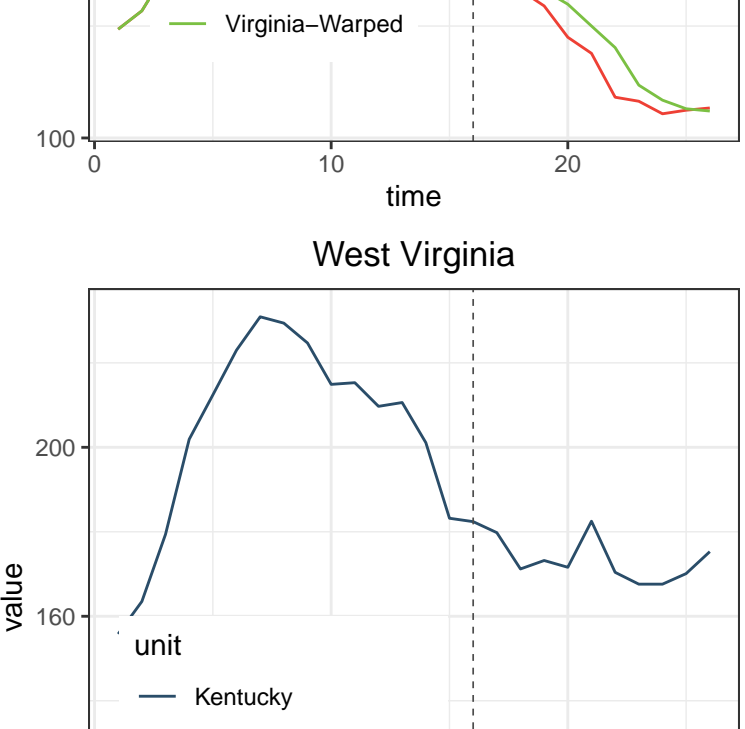 Virginia–Warped
100
0 10 20
time
West Virginia
200
160
value
unit
Kentucky